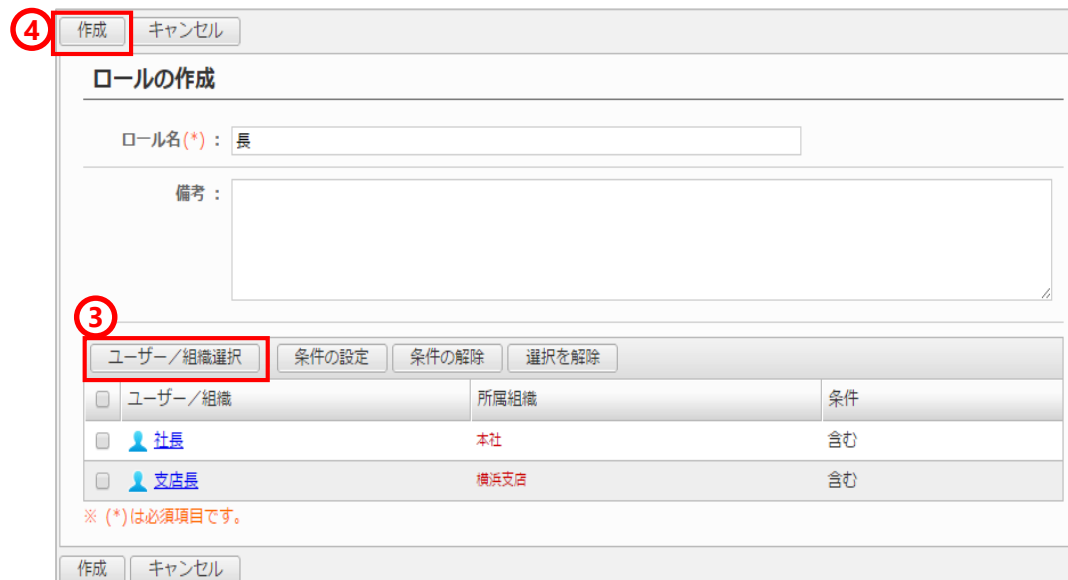 ④ 作成 キャンセル
ロールの作成
ロール名(*) : 長
備考 :
③
ユーザー／組織選択 条件の設定 条件の解除 選択を解除
ユーザー／組織 所属組織 条件
社長 本社 含む
支店長 横浜支店 含む
※ (*)は必須項目です。
作成 キャンセル